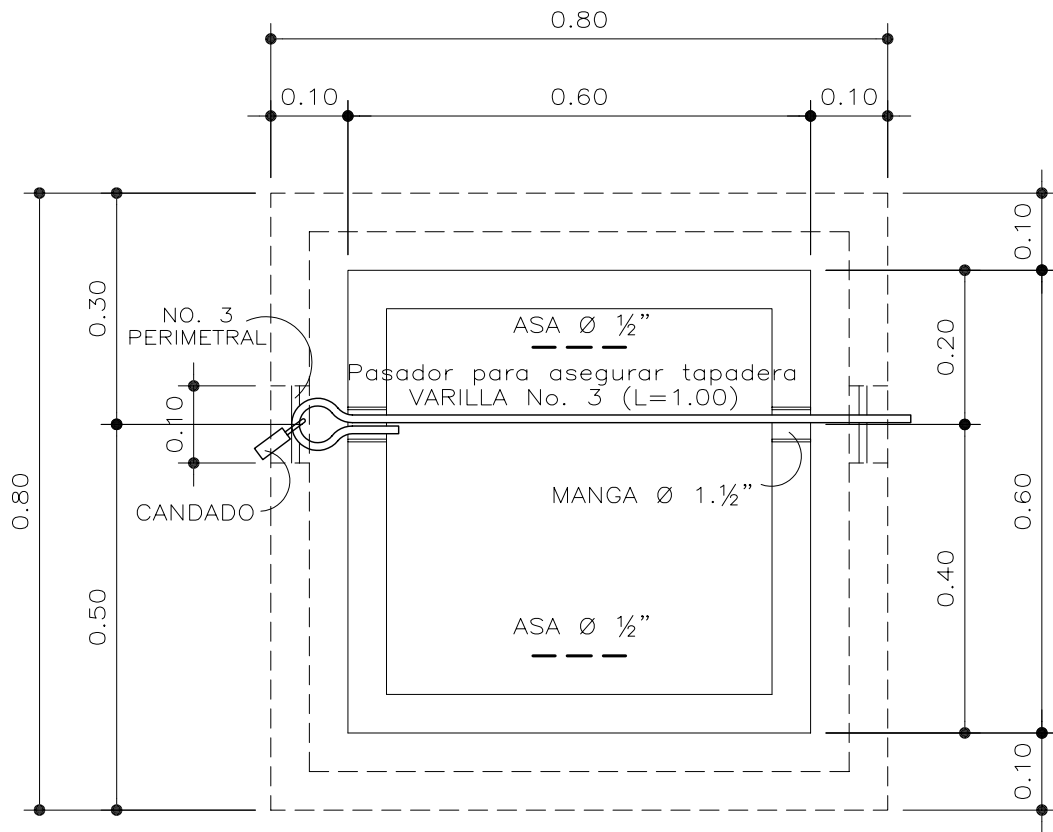 0.80
0.10
0.60
0.10
0.10
0.30
NO. 3
PERIMETRAL
ASA Ø ½”
0.20
Pasador para asegurar tapadera
VARILLA No. 3 (L=1.00)
0.10
0.80
MANGA Ø 1.½”
CANDADO
0.60
0.50
0.40
ASA Ø ½”
0.10